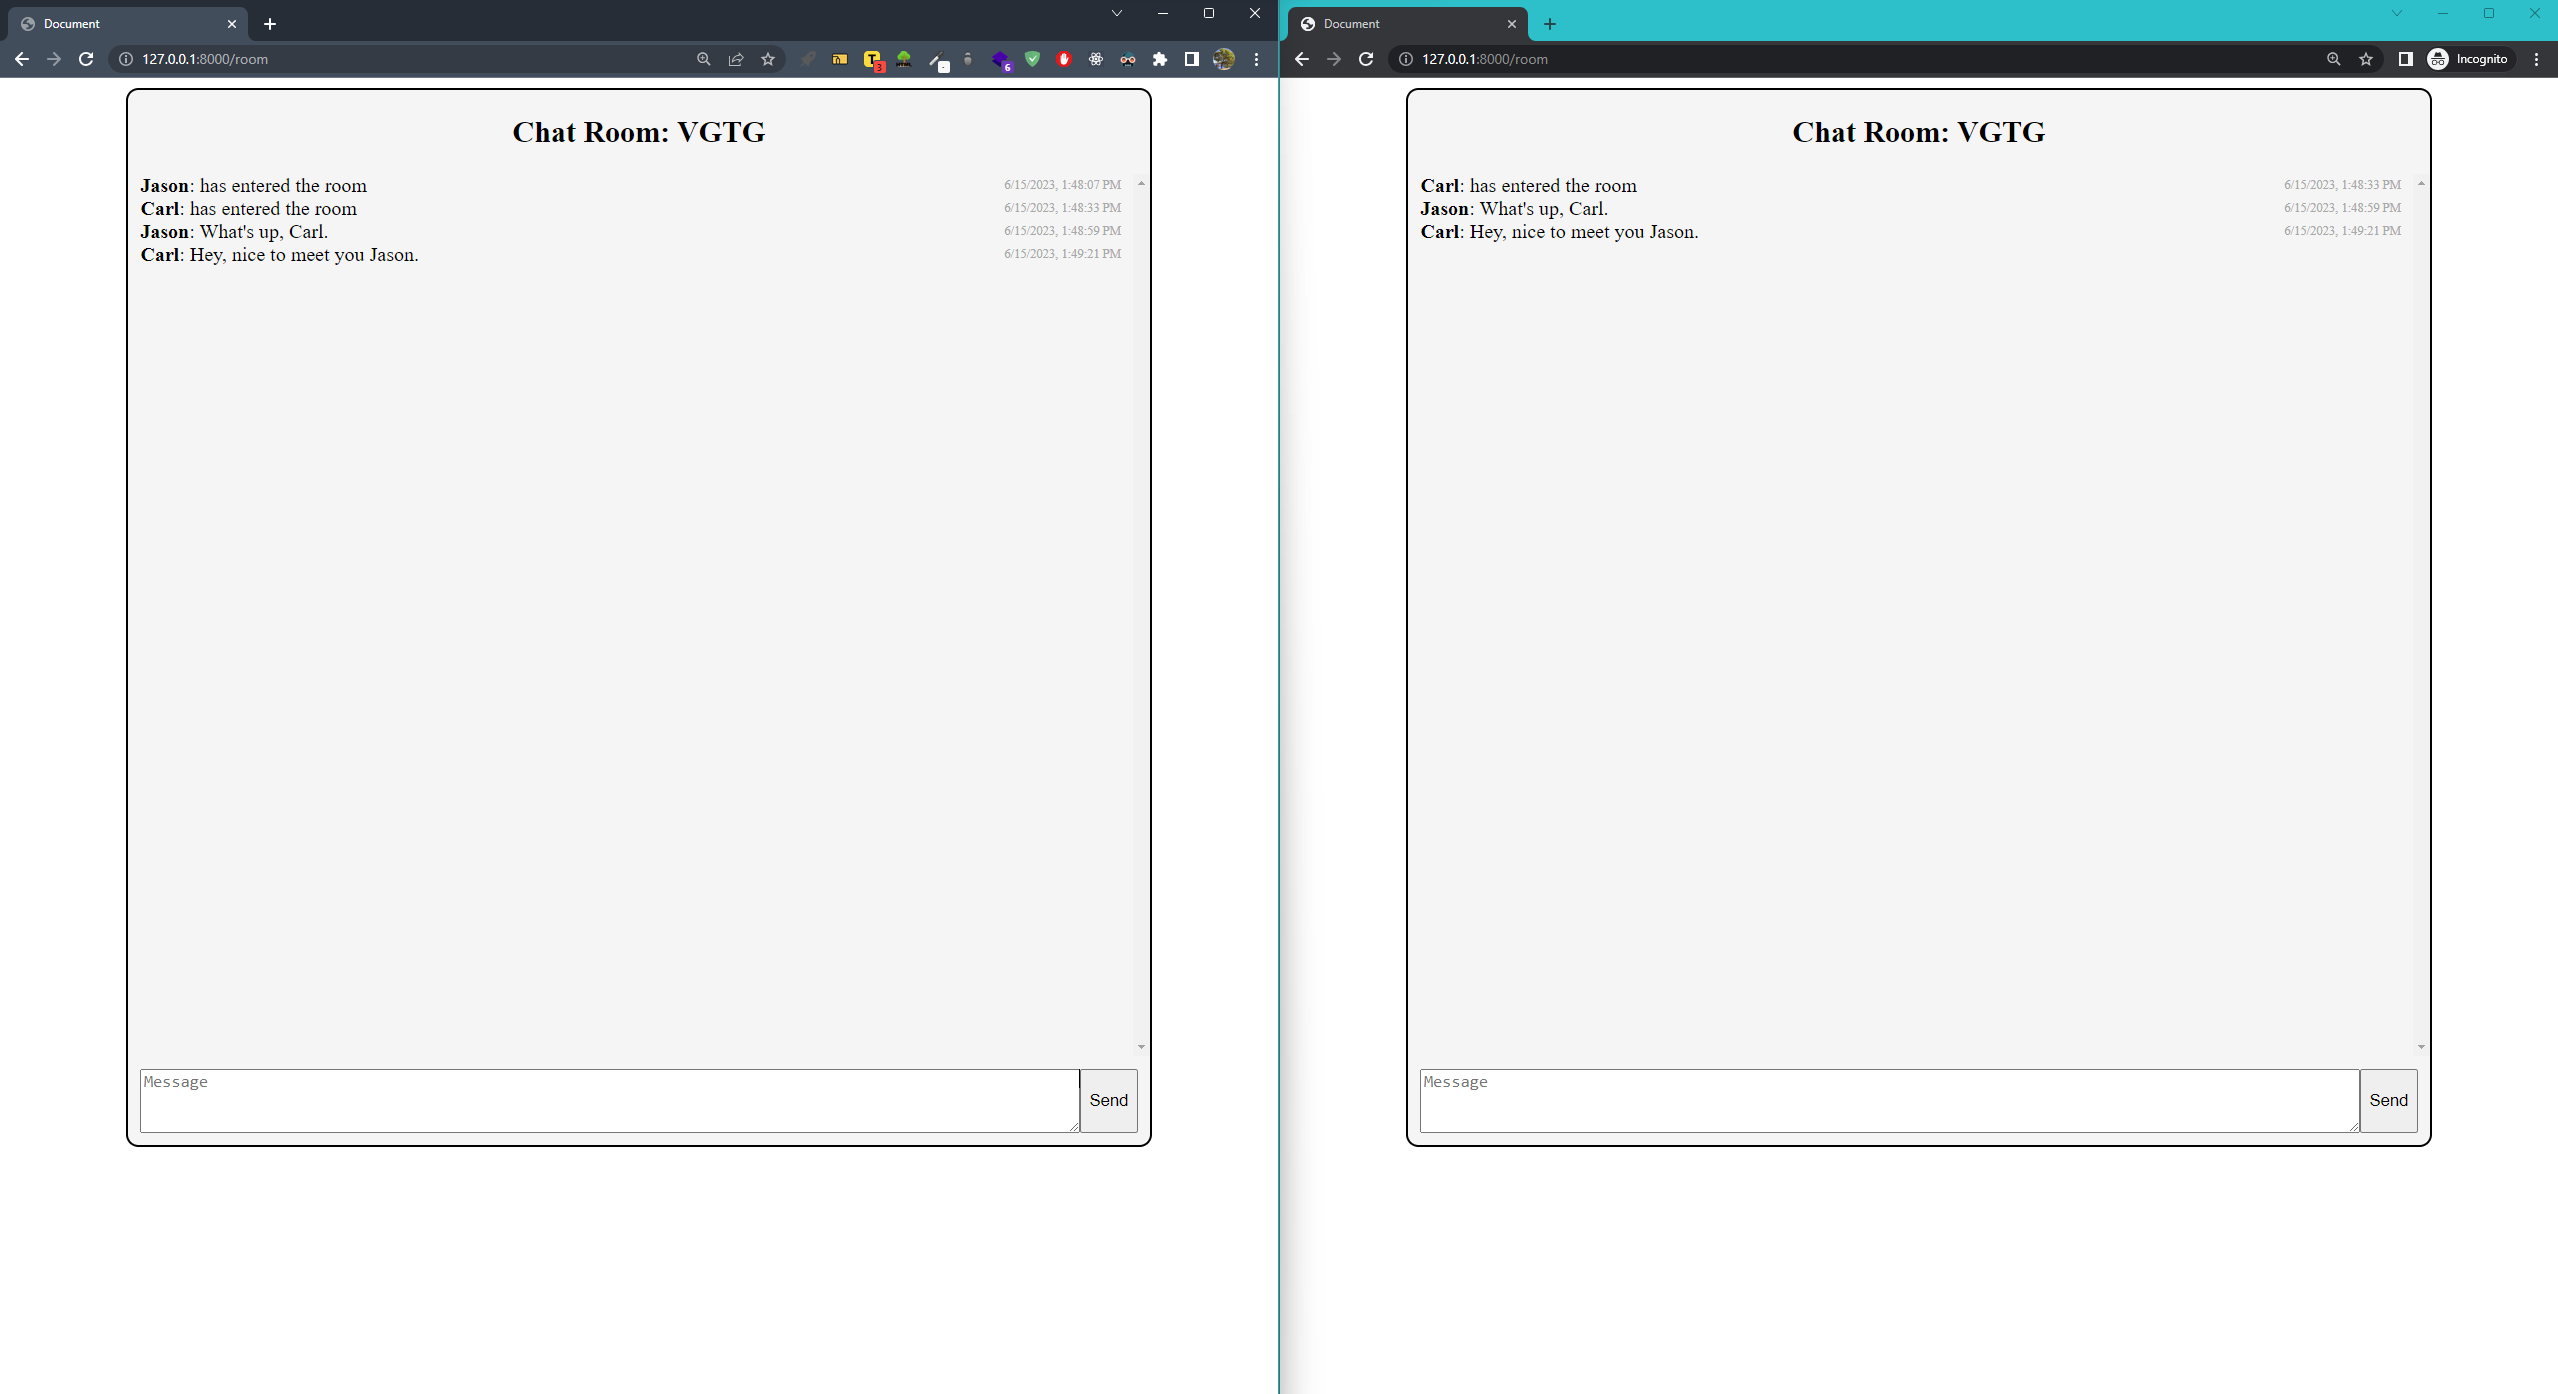 Document
127.0.0.1:8000/room
3
6
Chat Room: VGTG
Jason: has entered the room 6/15/2023, 1:48:07 PM
Carl: has entered the room 6/15/2023, 1:48:33 PM
Jason: What's up, Carl. 6/15/2023, 1:48:59 PM
Carl: Hey, nice to meet you Jason. 6/15/2023, 1:49:21 PM
Message
Send
Document
127.0.0.1:8000/room
Incognito
Chat Room: VGTG
Carl: has entered the room 6/15/2023, 1:48:33 PM
Jason: What's up, Carl. 6/15/2023, 1:48:59 PM
Carl: Hey, nice to meet you Jason. 6/15/2023, 1:49:21 PM
Message
Send